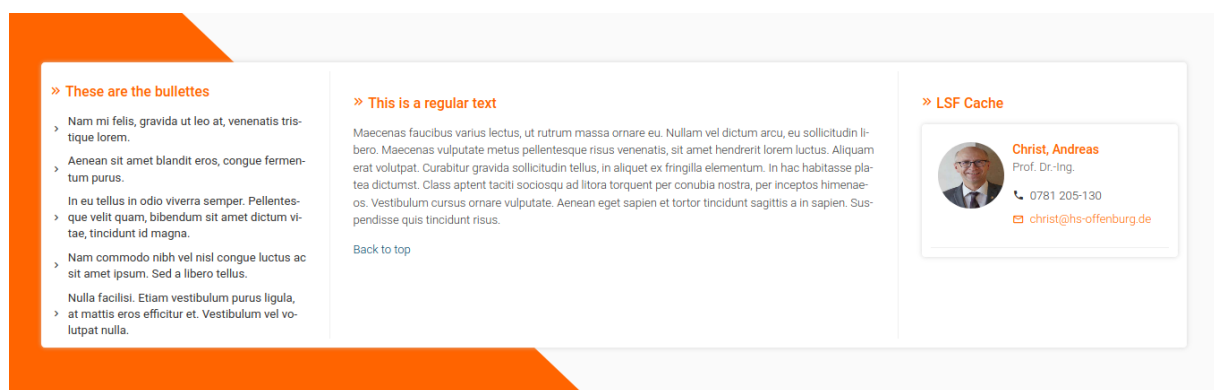 » These are the bullettes
› Nam mi felis, gravida ut leo at, venenatis tris-
tique lorem.
› Aenean sit amet blandit eros, congue fermen-
tum purus.
› In eu tellus in odio viverra semper. Pellentes-
que velit quam, bibendum sit amet dictum vi-
tae, tincidunt id magna.
› Nam commodo nibh vel nisl congue luctus ac
sit amet ipsum. Sed a libero tellus.
› Nulla facilisi. Etiam vestibulum purus ligula,
at mattis eros efficitur et. Vestibulum vel vo-
lutpat nulla.
» This is a regular text
Maecenas faucibus varius lectus, ut rutrum massa ornare eu. Nullam vel dictum arcu, eu sollicitudin li-
bero. Maecenas vulputate metus pellentesque risus venenatis, sit amet hendrerit lorem luctus. Aliquam
erat volutpat. Curabitur gravida sollicitudin tellus, in aliquet ex fringilla elementum. In hac habitasse pla-
tea dictumst. Class aptent taciti sociosqu ad litora torquent per conubia nostra, per inceptos himenae-
os. Vestibulum cursus ornare vulputate. Aenean eget sapien et tortor tincidunt sagittis a in sapien. Sus-
pendisse quis tincidunt risus.
Back to top
» LSF Cache
Christ, Andreas
Prof. Dr.-Ing.
0781 205-130
christ@hs-offenburg.de